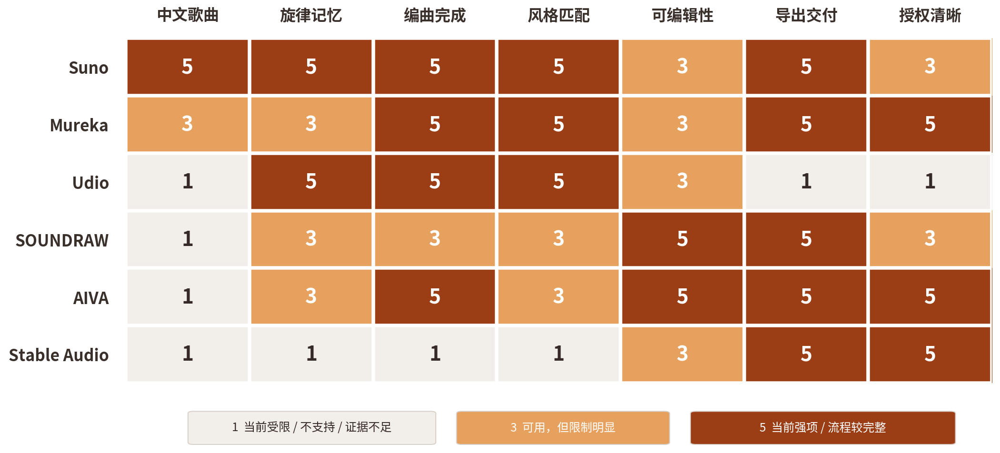 中文歌曲 旋律记忆 编曲完成 风格匹配 可编辑性 导出交付 授权清晰
Suno 5 5 5 5 3 5 3
Mureka 3 3 5 5 3 5 5
Udio 1 5 5 5 3 1 1
SOUNDRAW 1 3 3 3 5 5 3
AIVA 1 3 5 3 5 5 5
Stable Audio 1 1 1 1 3 5 5
1 当前受限 / 不支持 / 证据不足 3 可用，但限制明显 5 当前强项 / 流程较完整